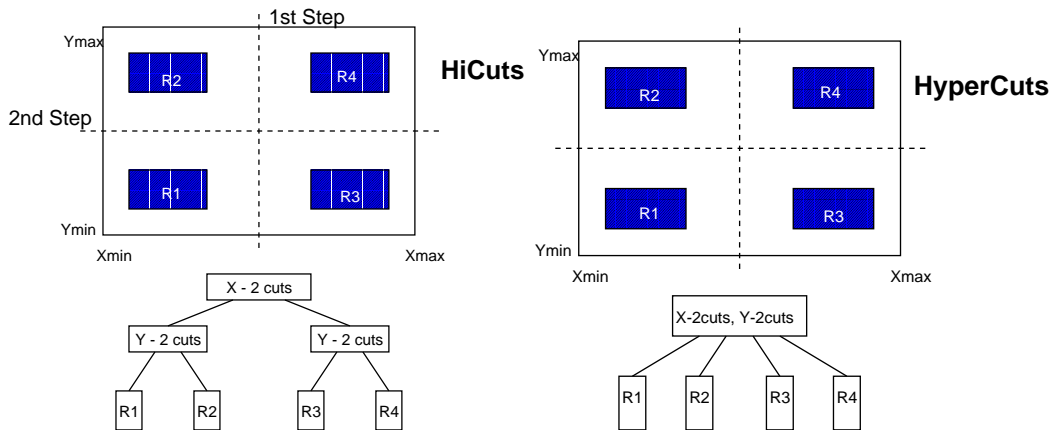 1st Step
Ymax
R2
R4
HiCuts
2nd Step
R1
R3
Ymin
Xmin
Xmax
X - 2 cuts
Y - 2 cuts
Y - 2 cuts
R1
R2
R3
R4
Ymax
R2
R4
HyperCuts
R1
R3
Ymin
Xmin
Xmax
X-2cuts, Y-2cuts
R1
R2
R3
R4